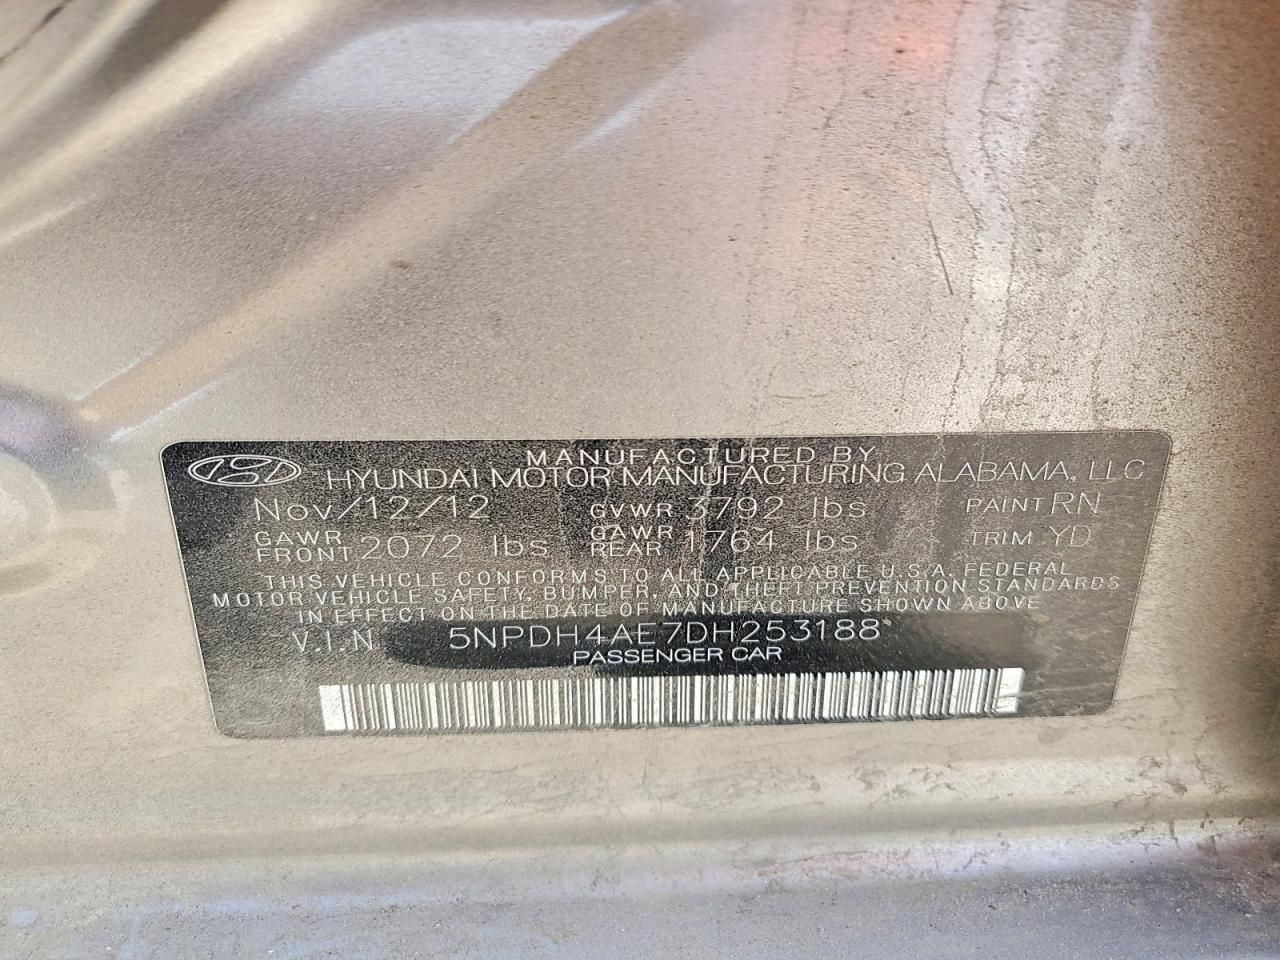 MANUFACTURED BY
HYUNDAI MOTOR MANUFACTURING ALABAMA, LLC
Nov/12/12 GVWR 3792 lbs PAINT RN
GAWR FRONT 2072 lbs GAWR REAR 1764 lbs TRIM YD
THIS VEHICLE CONFORMS TO ALL APPLICABLE U.S.A. FEDERAL
MOTOR VEHICLE SAFETY, BUMPER, AND THEFT PREVENTION STANDARDS
IN EFFECT ON THE DATE OF MANUFACTURE SHOWN ABOVE
V.I.N 5NPDH4AE7DH253188
PASSENGER CAR